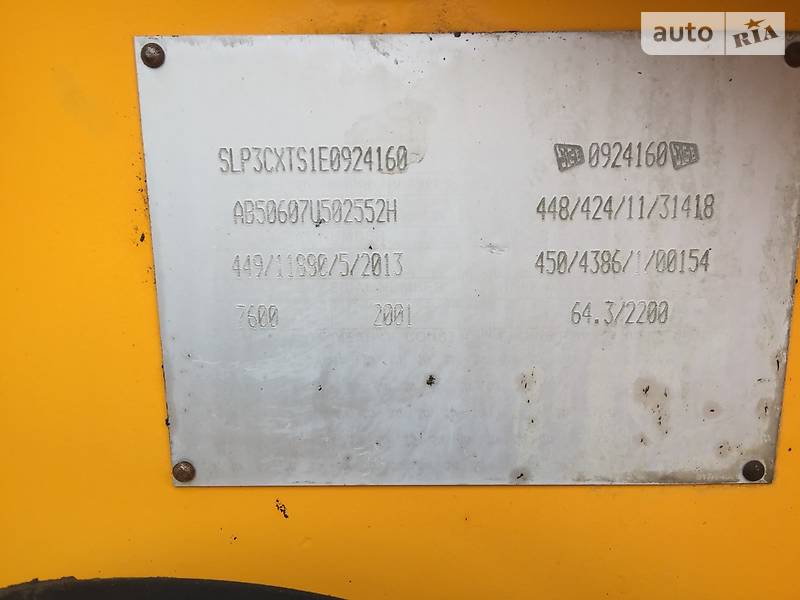 auto RIA
SLP3CXTS1E0924160 JCB 0924160 JCB
AB50607U502552H 448/424/11/31418
449/11890/5/2013 450/4386/1/00154
7600 2001 64.3/2200